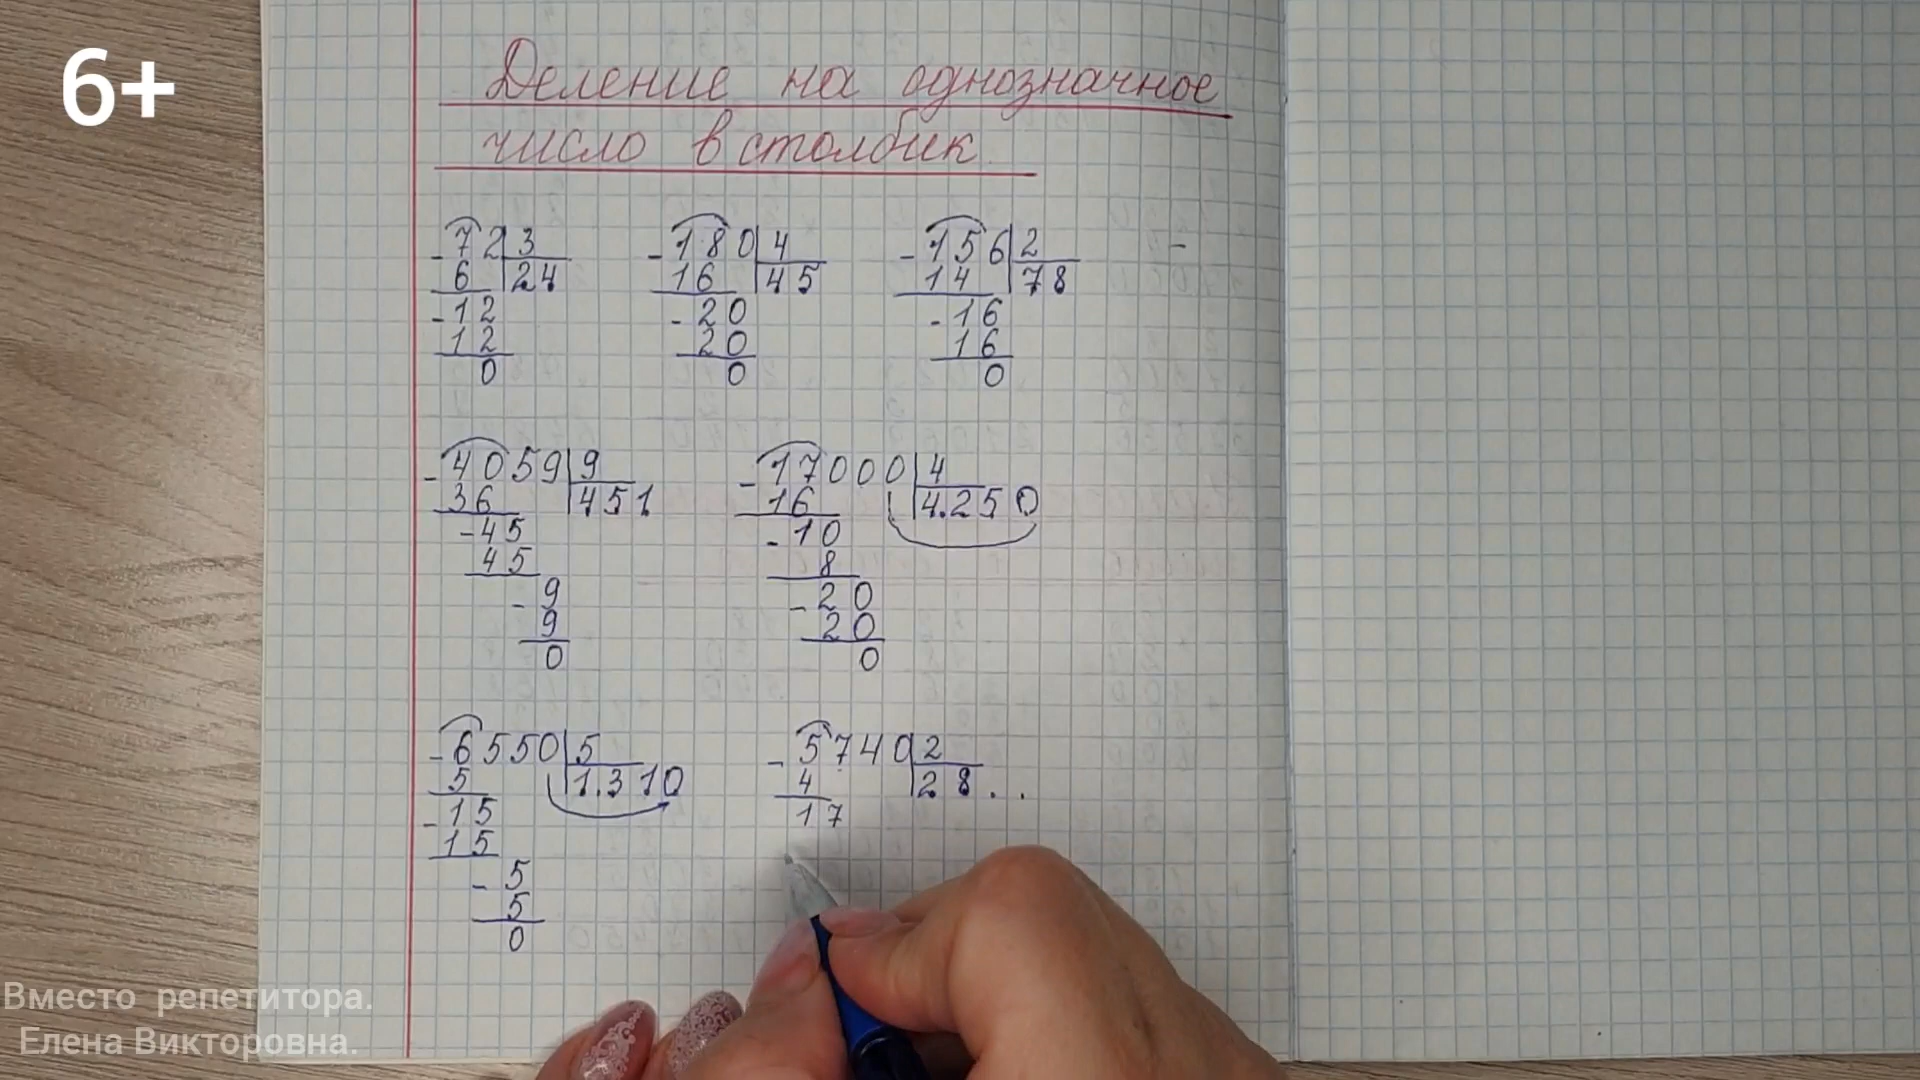 6+
Деление на однозначное
число в столбик
- 72 | 3
6 | 24
- 12
12
0
- 180 | 4
16 | 45
- 20
20
0
- 156 | 2
14 | 78
- 16
16
0
-
- 4059 | 9
36 | 451
- 45
45
- 9
9
0
- 17000 | 4
16 | 4.250
- 10
8
- 20
20
0
- 6550 | 5
5 | 1.310
- 15
15
- 5
5
0
- 5740 | 2
4 | 28..
17
Вместо репетитора.
Елена Викторовна.